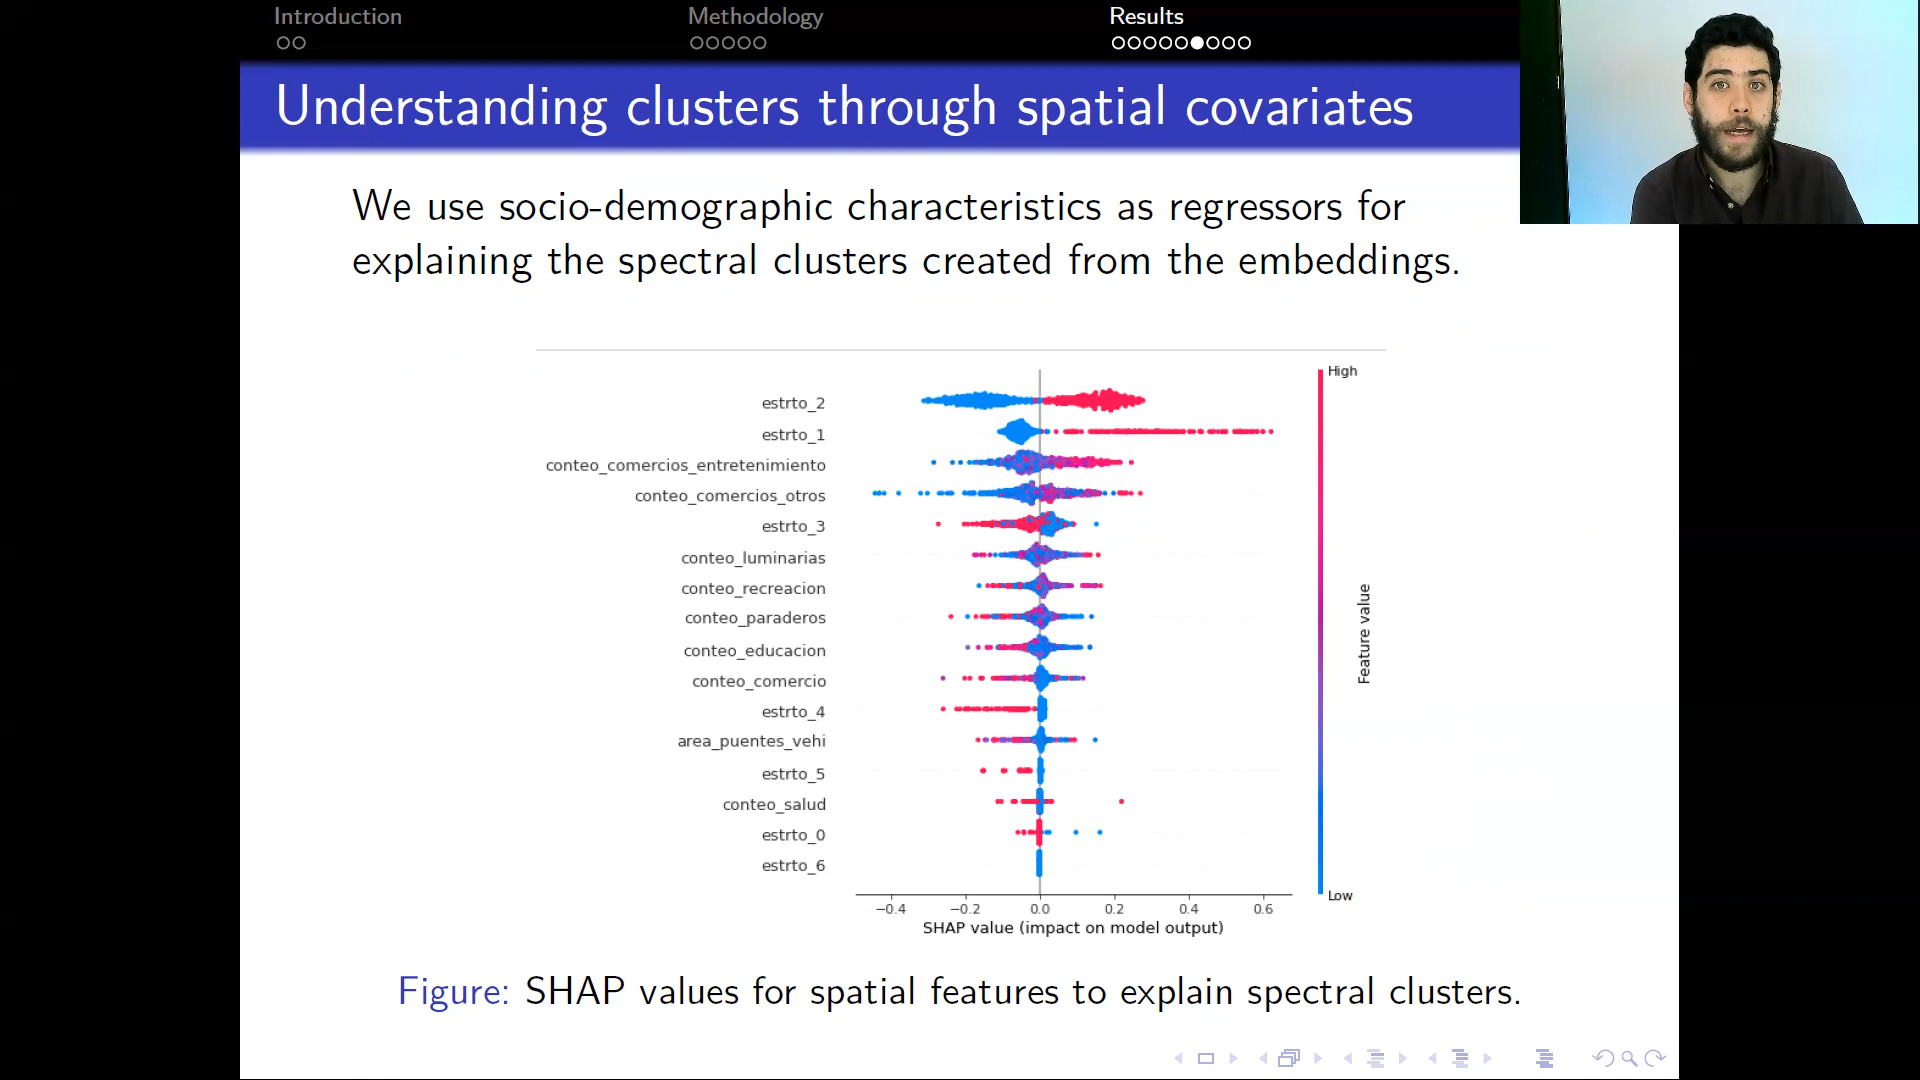 Introduction
Methodology
Results
Understanding clusters through spatial covariates
We use socio-demographic characteristics as regressors for
explaining the spectral clusters created from the embeddings.
High
estrto_2
estrto_1
conteo_comercios_entretenimiento
conteo_comercios_otros
estrto_3
conteo_luminarias
conteo_recreacion
conteo_paraderos
conteo_educacion
conteo_comercio
estrto_4
area_puentes_vehi
estrto_5
conteo_salud
estrto_0
estrto_6
Feature value
Low
−0.4 −0.2 0.0 0.2 0.4 0.6
SHAP value (impact on model output)
Figure: SHAP values for spatial features to explain spectral clusters.